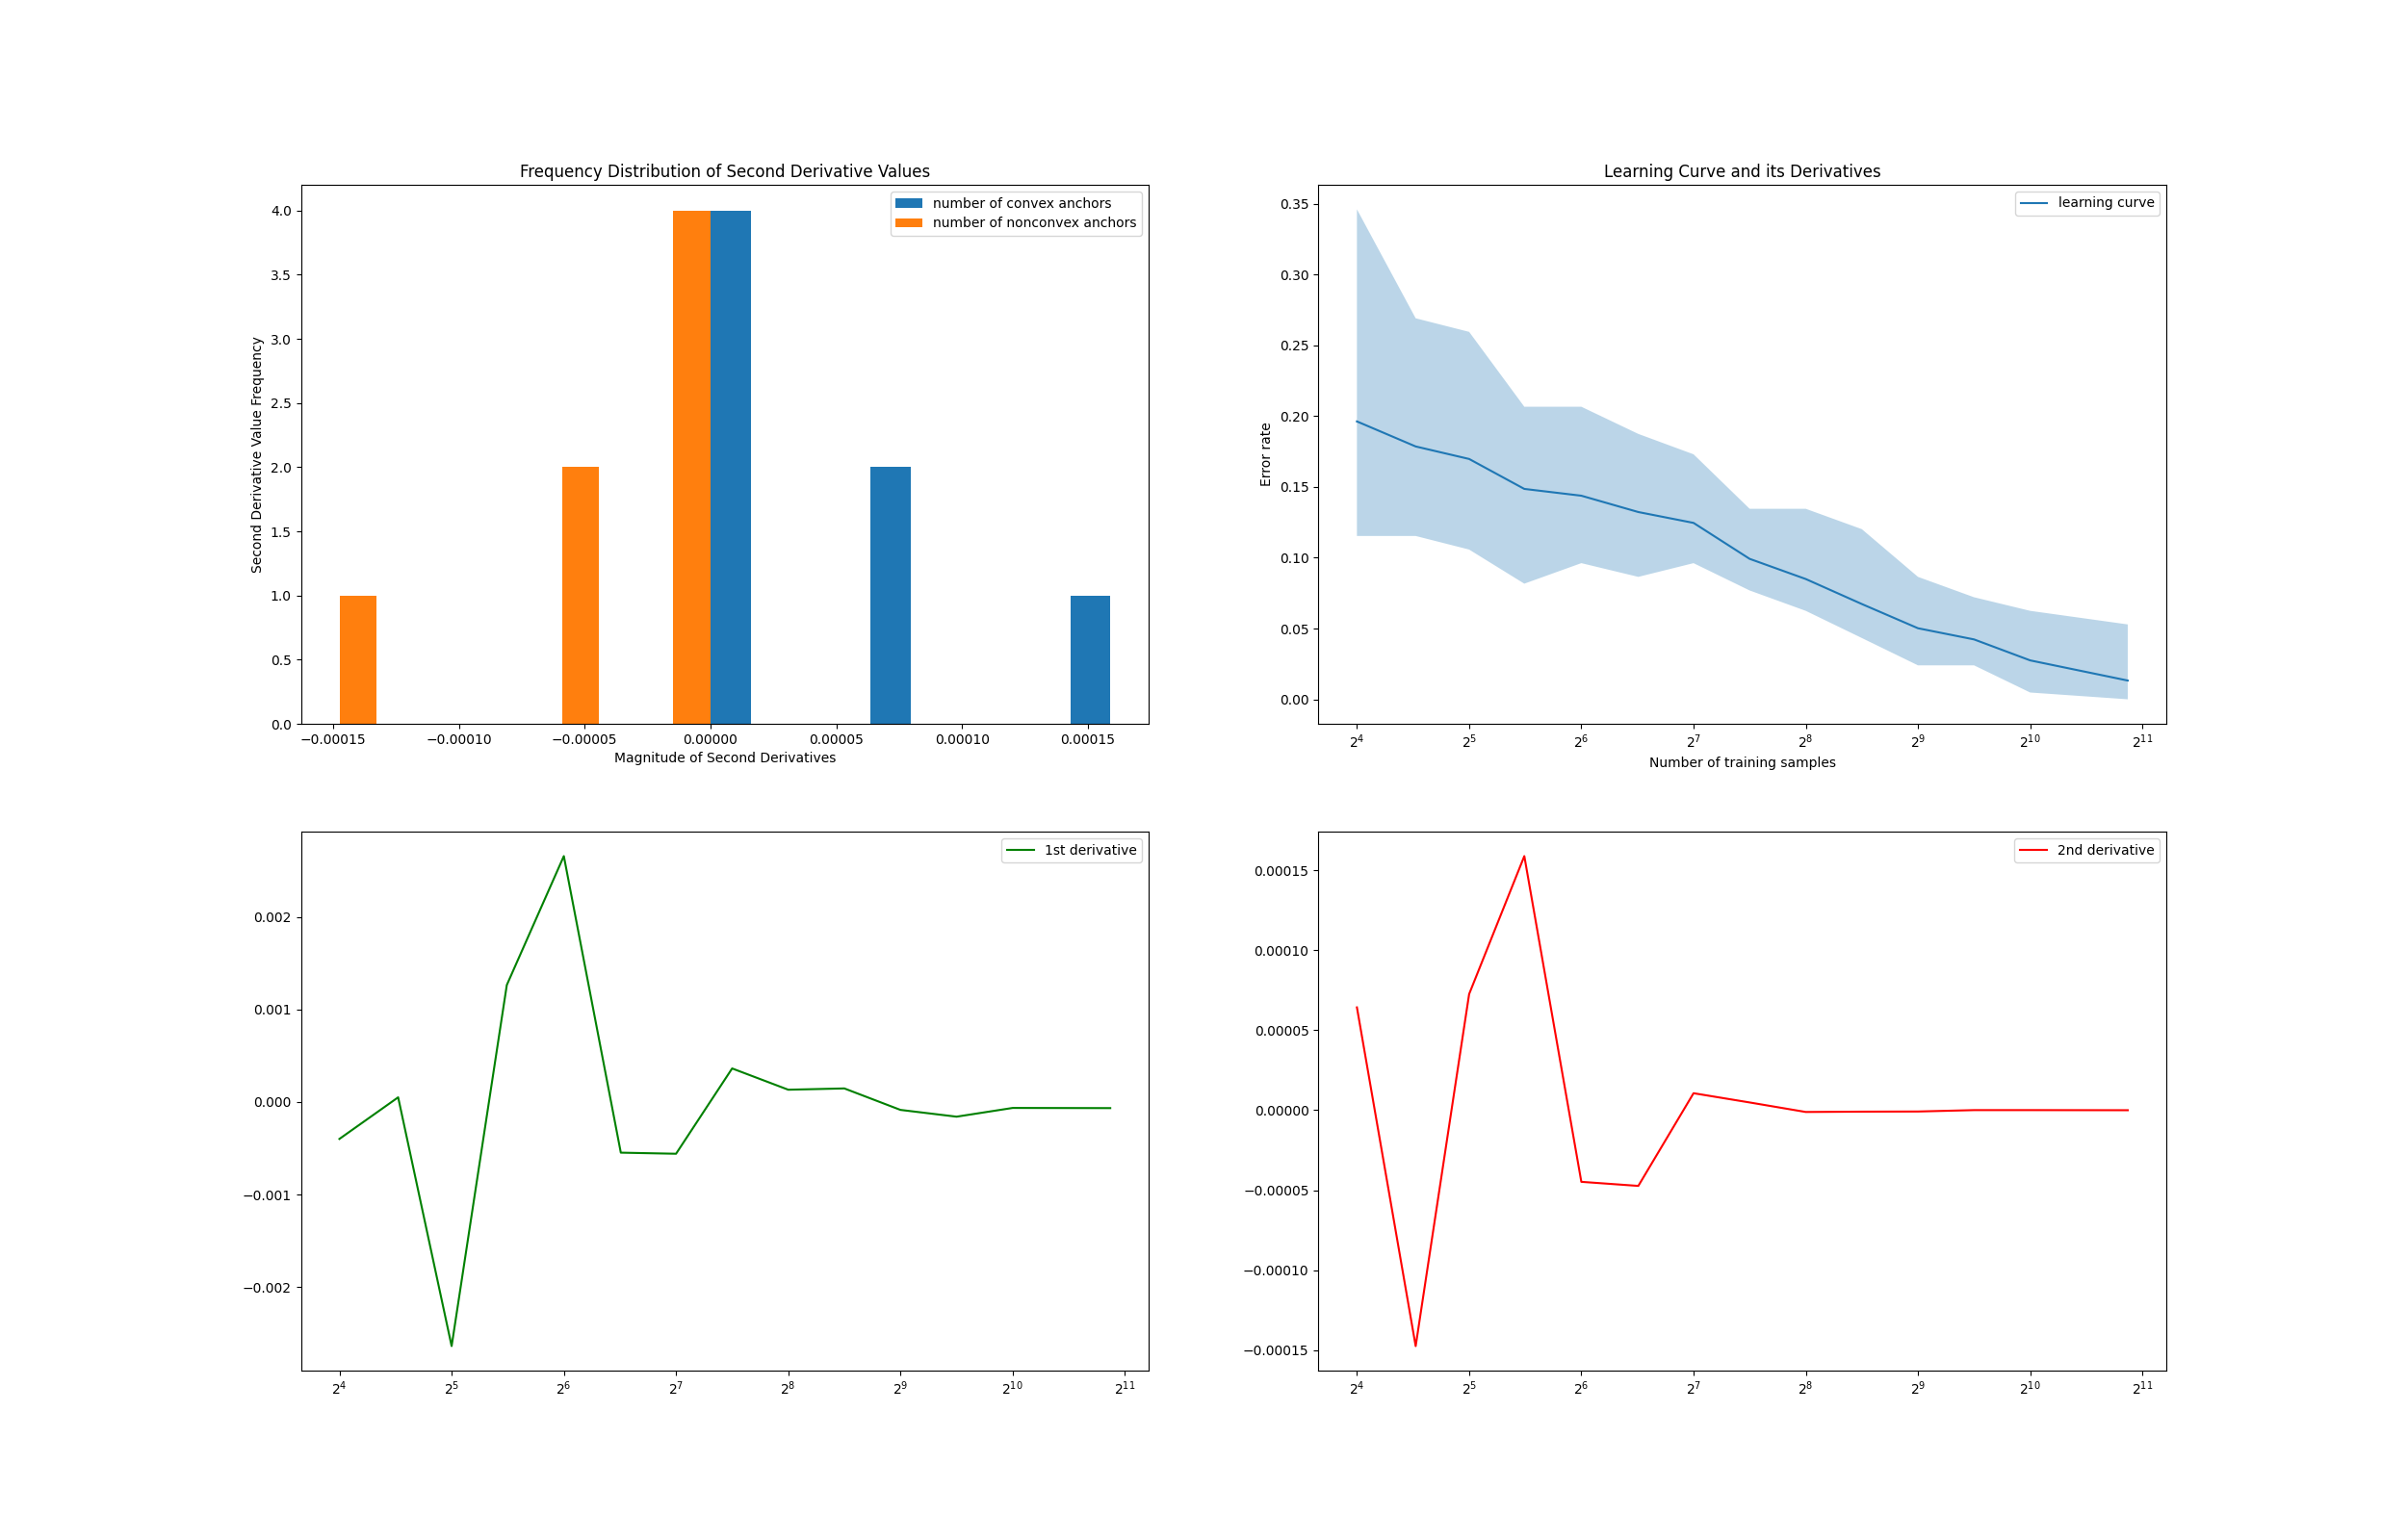 Frequency Distribution of Second Derivative Values
number of convex anchors
number of nonconvex anchors
4.0
3.5
3.0
2.5
2.0
1.5
1.0
0.5
0.0
Second Derivative Value Frequency
−0.00015 −0.00010 −0.00005 0.00000 0.00005 0.00010 0.00015
Magnitude of Second Derivatives
Learning Curve and its Derivatives
learning curve
0.35
0.30
0.25
0.20
0.15
0.10
0.05
0.00
Error rate
2⁴ 2⁵ 2⁶ 2⁷ 2⁸ 2⁹ 2¹⁰ 2¹¹
Number of training samples
1st derivative
0.002
0.001
0.000
−0.001
−0.002
2⁴ 2⁵ 2⁶ 2⁷ 2⁸ 2⁹ 2¹⁰ 2¹¹
2nd derivative
0.00015
0.00010
0.00005
0.00000
−0.00005
−0.00010
−0.00015
2⁴ 2⁵ 2⁶ 2⁷ 2⁸ 2⁹ 2¹⁰ 2¹¹